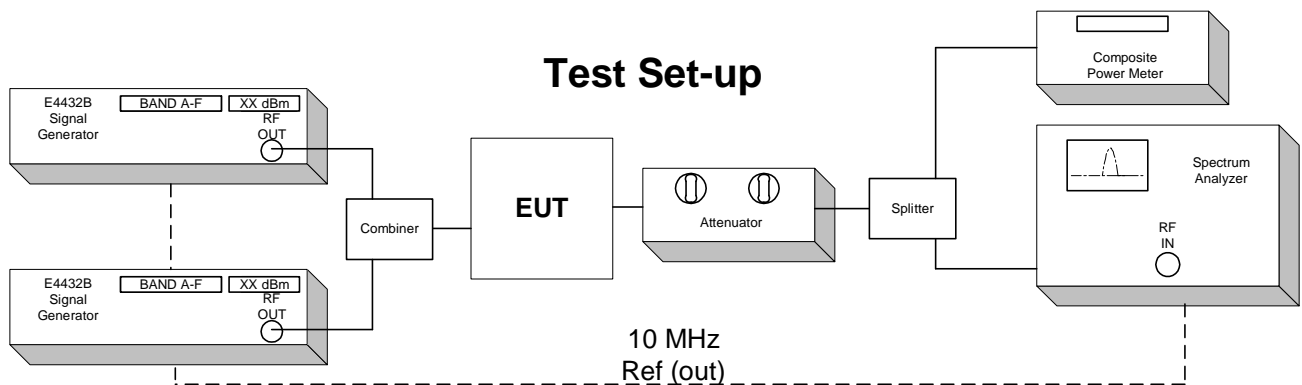 Test Set-up
E4432B
Signal
Generator
BAND A-F
XX dBm
RF
OUT
E4432B
Signal
Generator
BAND A-F
XX dBm
RF
OUT
Combiner
EUT
Attenuator
Splitter
Composite
Power Meter
Spectrum
Analyzer
RF
IN
10 MHz
Ref (out)